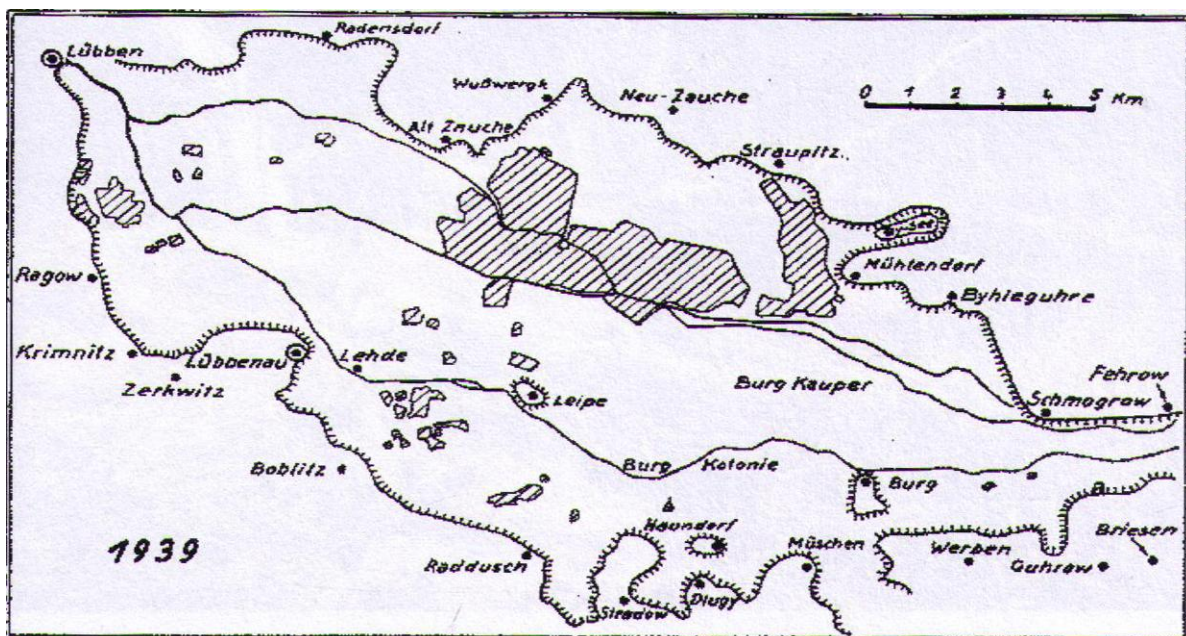 Radensdorf
Lübben
Wußwergk
Neu-Zauche
0 1 2 3 4 5 Km
Alt Zauche
Straupitz
See
Mühlendorf
Ragow
Byhleguhre
Krimnitz
Lübbenau
Lehde
Zerkwitz
Burg Kauper
Fehrow
Leipe
Schmogrow
Boblitz
Burg Kolonie
Burg
Naundorf
Briesen
1939
Raddusch
Müschen
Werben
Guhrow
Dlugy
Stradow